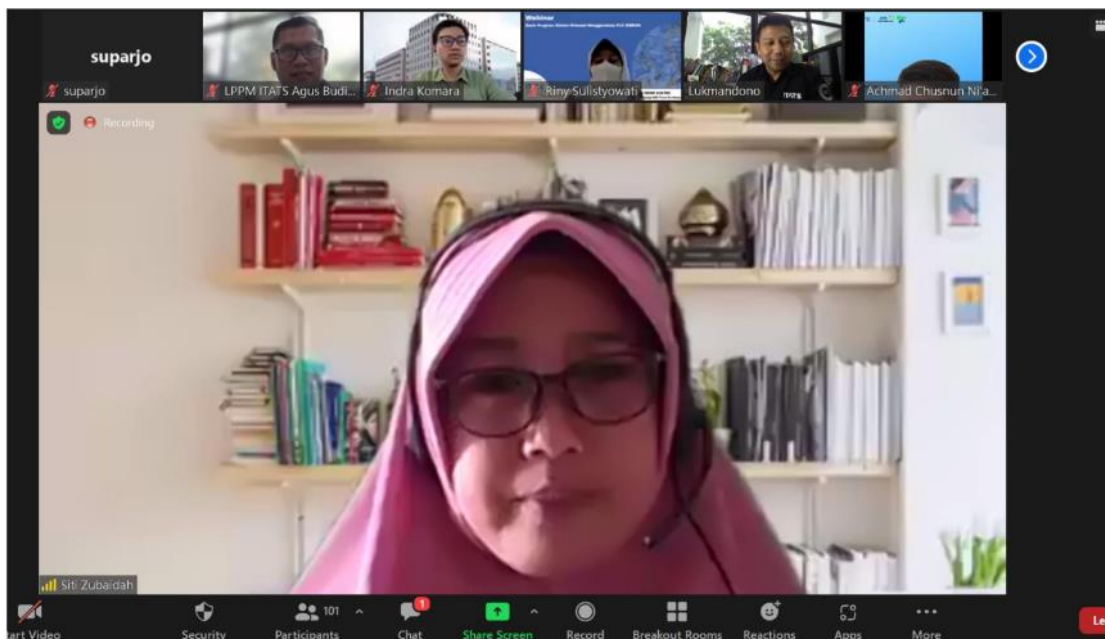 suparjo
suparjo
LPPM ITATS Agus Budi...
Indra Komara
Webinar
Riny Sulistyowati
Lukmandono
Achmad Chusnun Ni'a...
Recording
Siti Zubaidah
tart Video
Security
Participants
101
Chat
1
Share Screen
Record
Breakout Rooms
Reactions
Apps
More
Le